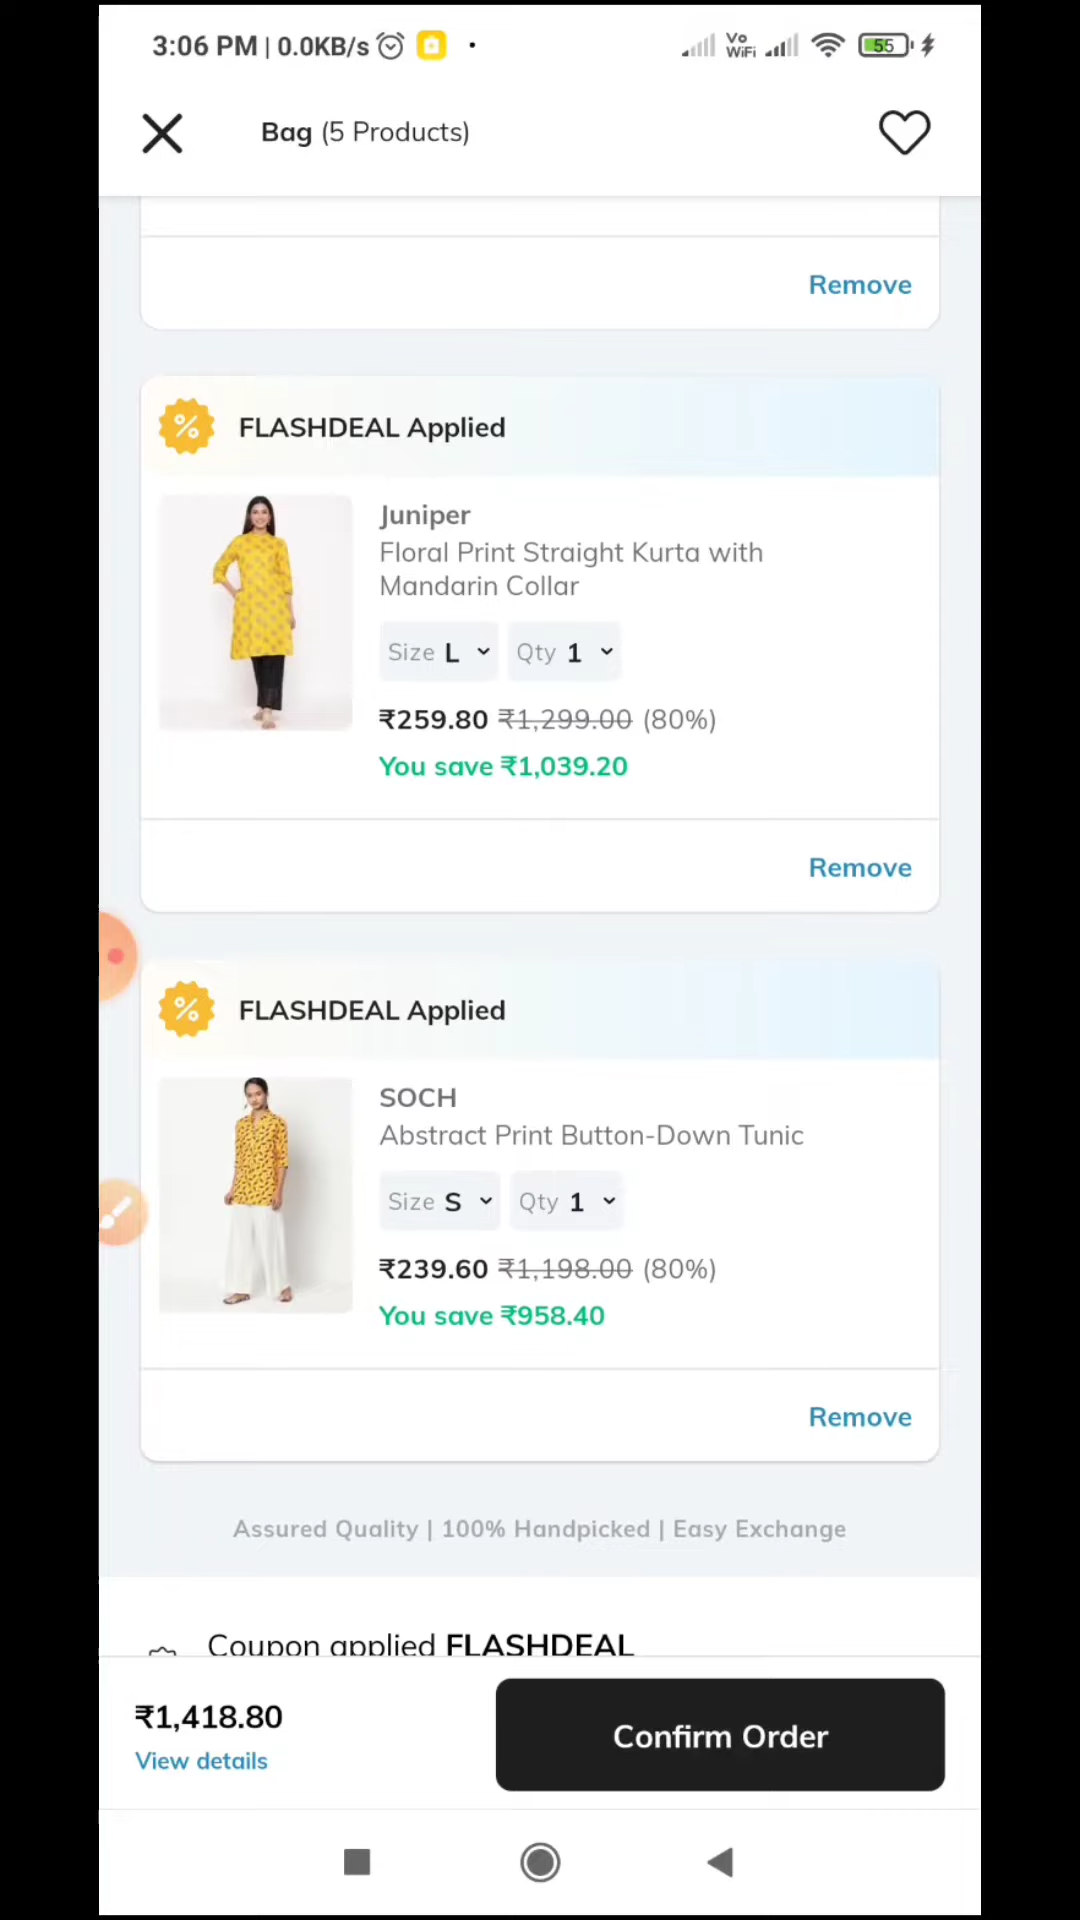 3:06 PM | 0.0KB/s
Vo
WiFi
55
Bag (5 Products)
Remove
FLASHDEAL Applied
Juniper
Floral Print Straight Kurta with
Mandarin Collar
Size L Qty 1
₹259.80 ₹1,299.00 (80%)
You save ₹1,039.20
Remove
FLASHDEAL Applied
SOCH
Abstract Print Button-Down Tunic
Size S Qty 1
₹239.60 ₹1,198.00 (80%)
You save ₹958.40
Remove
Assured Quality | 100% Handpicked | Easy Exchange
Coupon applied FLASHDEAL
₹1,418.80
View details
Confirm Order